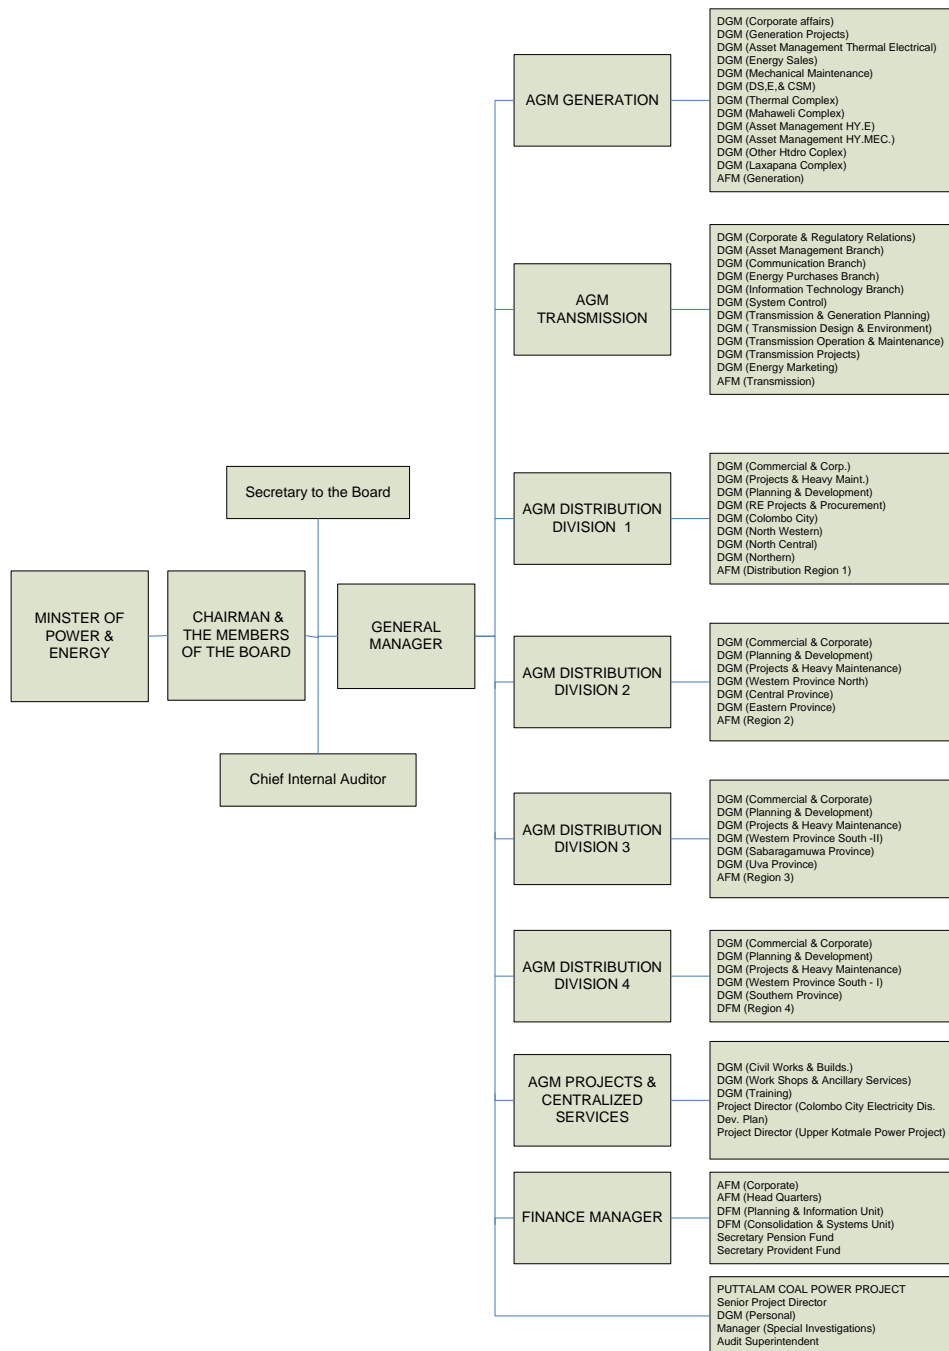 MINSTER OF
POWER &
ENERGY
CHAIRMAN &
THE MEMBERS
OF THE BOARD
Secretary to the Board
Chief Internal Auditor
GENERAL
MANAGER
AGM GENERATION
DGM (Corporate affairs)
DGM (Generation Projects)
DGM (Asset Management Thermal Electrical)
DGM (Energy Sales)
DGM (Mechanical Maintenance)
DGM (DS,E,& CSM)
DGM (Thermal Complex)
DGM (Mahaweli Complex)
DGM (Asset Management HY.E)
DGM (Asset Management HY.MEC.)
DGM (Other Htdro Coplex)
DGM (Laxapana Complex)
AFM (Generation)
AGM
TRANSMISSION
DGM (Corporate & Regulatory Relations)
DGM (Asset Management Branch)
DGM (Communication Branch)
DGM (Energy Purchases Branch)
DGM (Information Technology Branch)
DGM (System Control)
DGM (Transmission & Generation Planning)
DGM ( Transmission Design & Environment)
DGM (Transmission Operation & Maintenance)
DGM (Transmission Projects)
DGM (Energy Marketing)
AFM (Transmission)
AGM DISTRIBUTION
DIVISION 1
DGM (Commercial & Corp.)
DGM (Projects & Heavy Maint.)
DGM (Planning & Development)
DGM (RE Projects & Procurement)
DGM (Colombo City)
DGM (North Western)
DGM (North Central)
DGM (Northern)
AFM (Distribution Region 1)
AGM DISTRIBUTION
DIVISION 2
DGM (Commercial & Corporate)
DGM (Planning & Development)
DGM (Projects & Heavy Maintenance)
DGM (Western Province North)
DGM (Central Province)
DGM (Eastern Province)
AFM (Region 2)
AGM DISTRIBUTION
DIVISION 3
DGM (Commercial & Corporate)
DGM (Planning & Development)
DGM (Projects & Heavy Maintenance)
DGM (Western Province South -II)
DGM (Sabaragamuwa Province)
DGM (Uva Province)
AFM (Region 3)
AGM DISTRIBUTION
DIVISION 4
DGM (Commercial & Corporate)
DGM (Planning & Development)
DGM (Projects & Heavy Maintenance)
DGM (Western Province South - I)
DGM (Southern Province)
DFM (Region 4)
AGM PROJECTS &
CENTRALIZED
SERVICES
DGM (Civil Works & Builds.)
DGM (Work Shops & Ancillary Services)
DGM (Training)
Project Director (Colombo City Electricity Dis.
Dev. Plan)
Project Director (Upper Kotmale Power Project)
FINANCE MANAGER
AFM (Corporate)
AFM (Head Quarters)
DFM (Planning & Information Unit)
DFM (Consolidation & Systems Unit)
Secretary Pension Fund
Secretary Provident Fund
PUTTALAM COAL POWER PROJECT
Senior Project Director
DGM (Personal)
Manager (Special Investigations)
Audit Superintendent